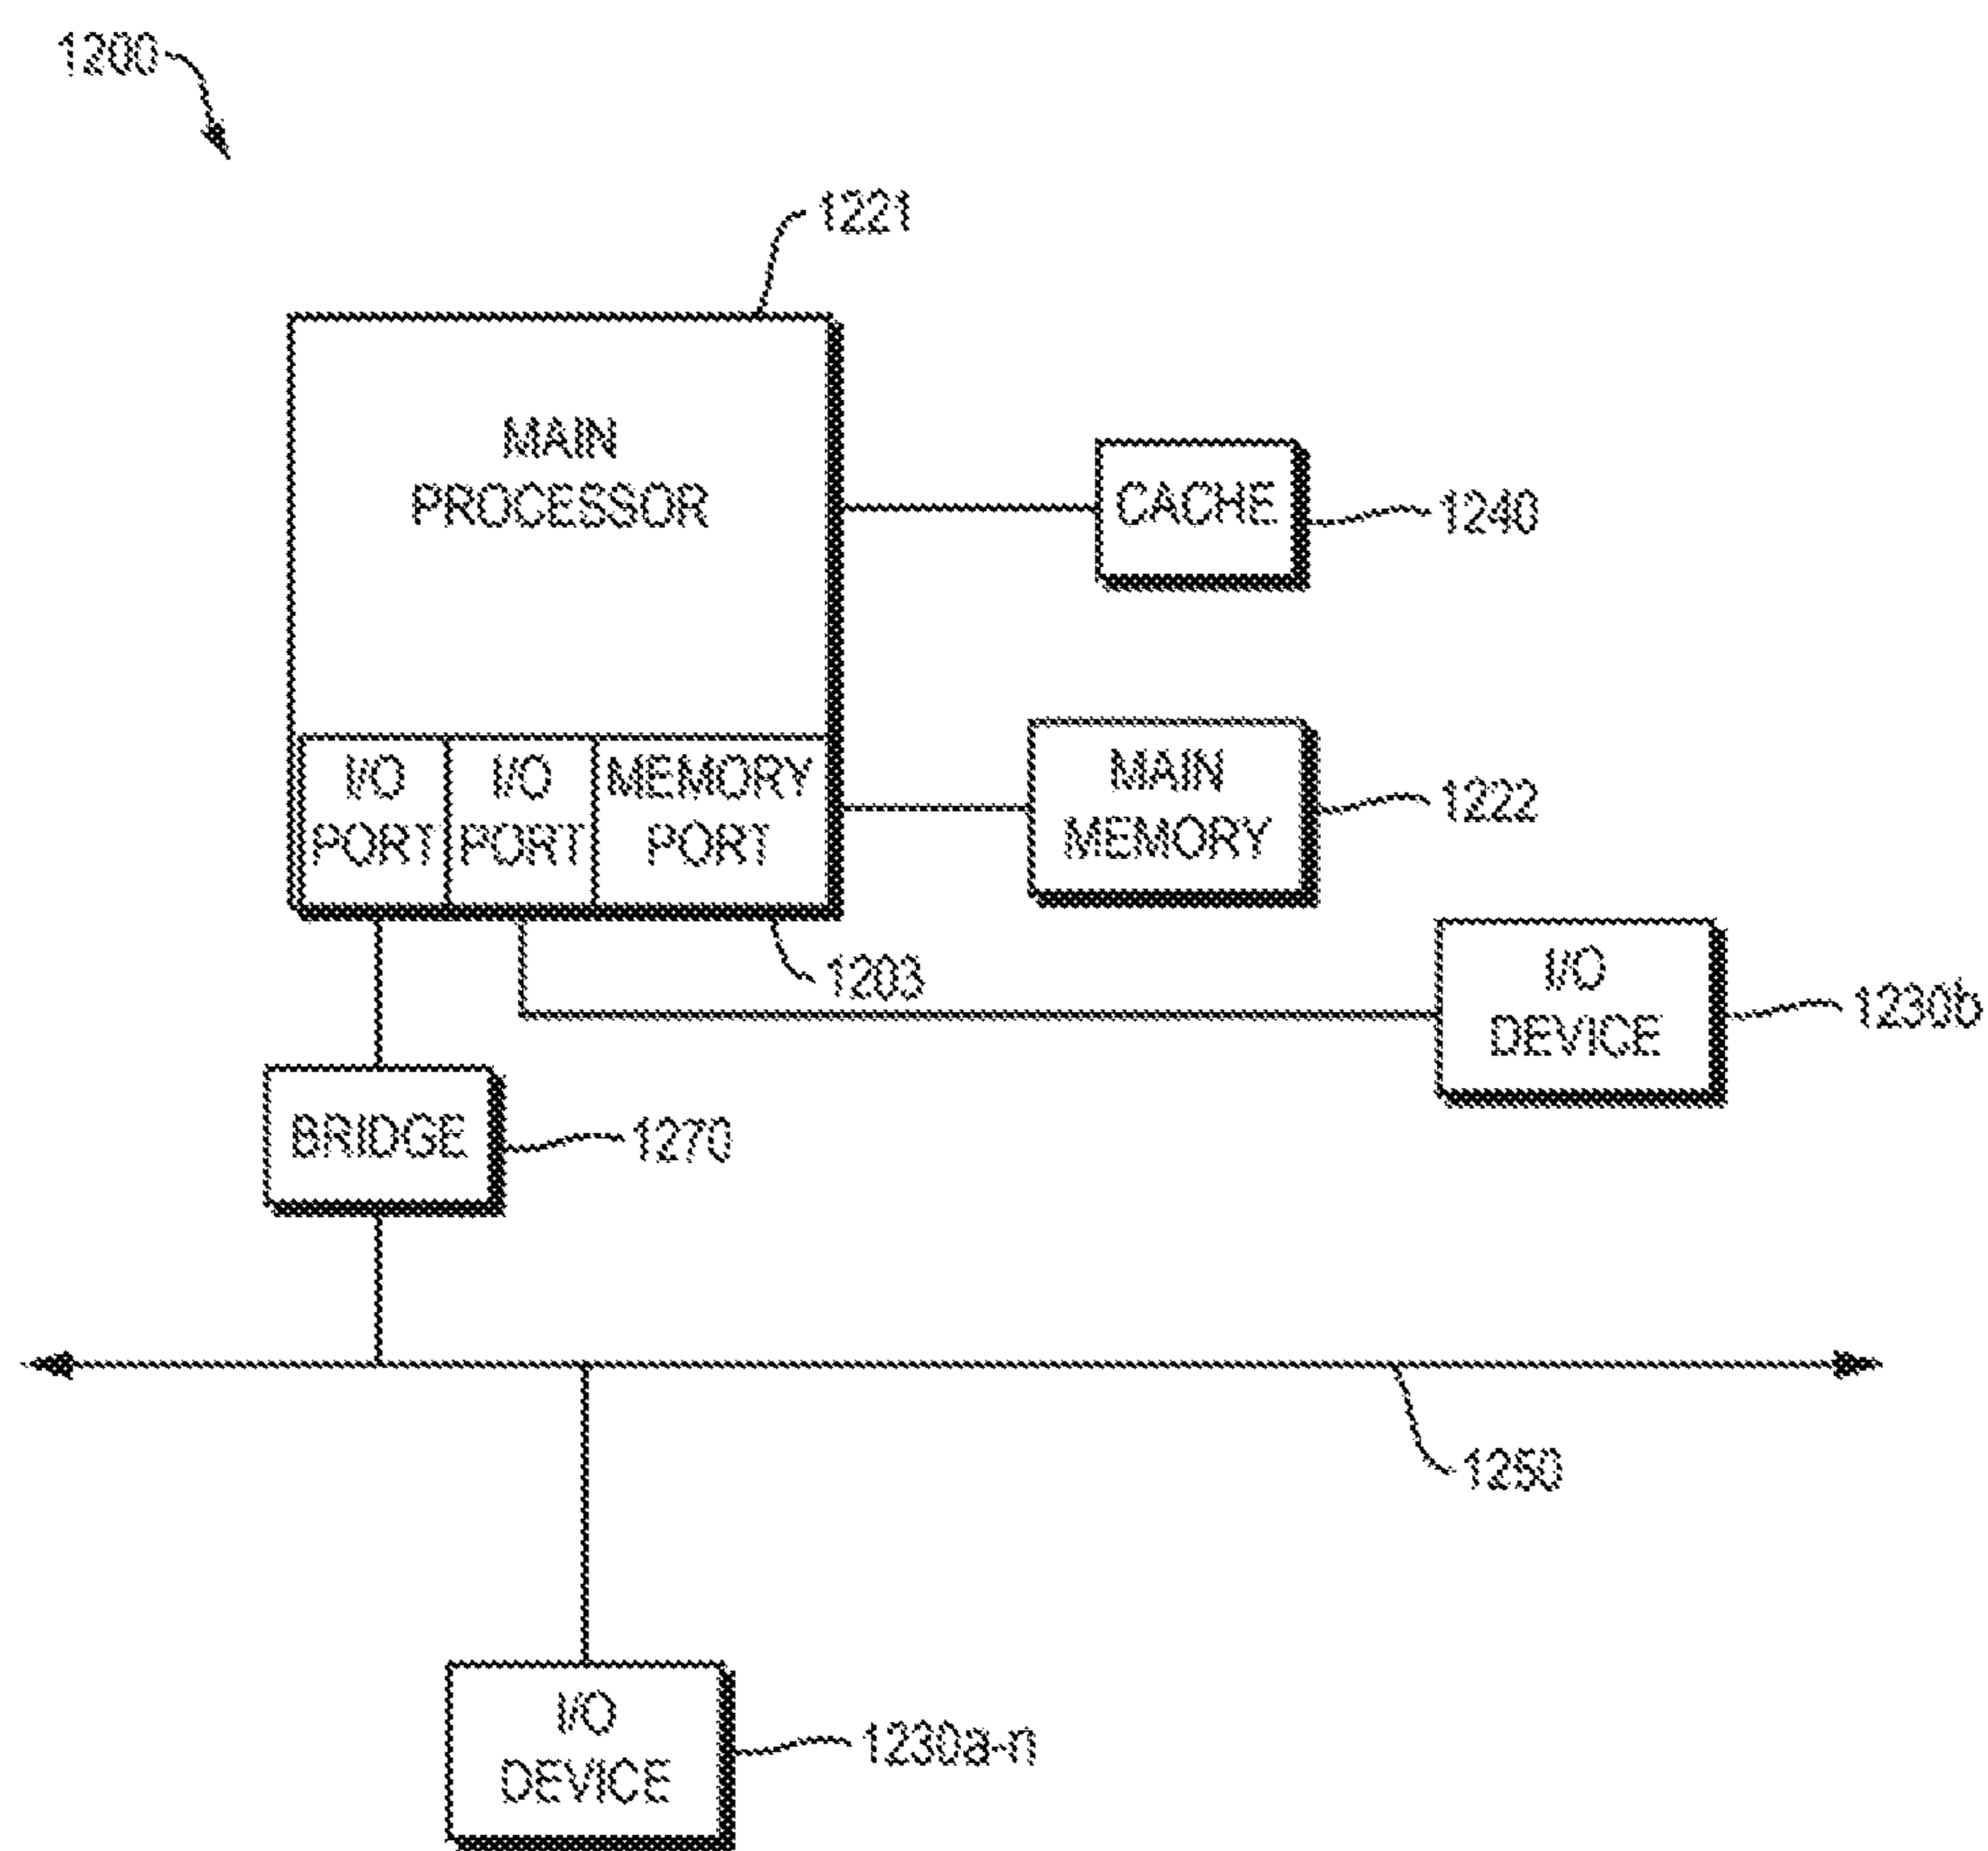 1200
1221
MAIN
PROCESSOR
CACHE
1240
I/O
PORT
I/O
PORT
MEMORY
PORT
MAIN
MEMORY
1222
1203
I/O
DEVICE
1230b
BRIDGE
1270
1250
I/O
DEVICE
1230a-n